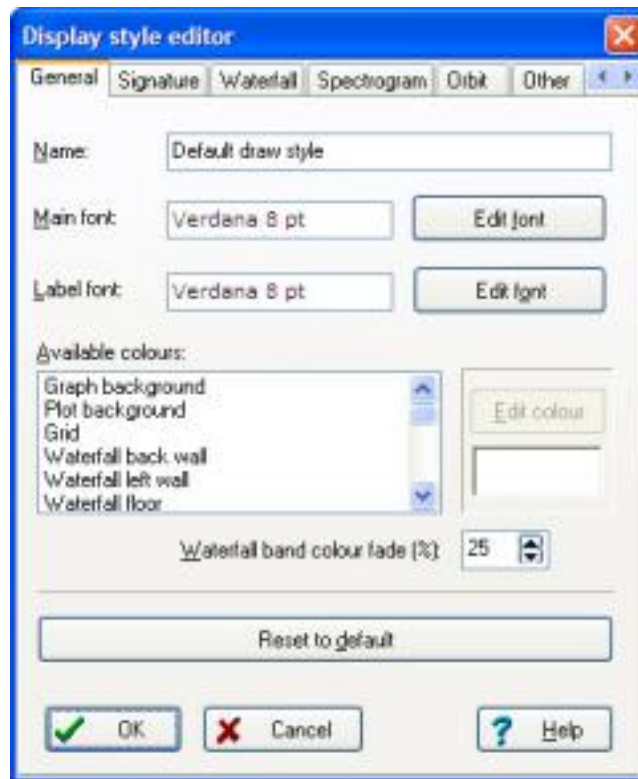 Display style editor
General Signature Waterfall Spectrogram Orbit Other
Name: Default draw style
Main font: Verdana 8 pt Edit font
Label font: Verdana 8 pt Edit font
Available colours:
Graph background
Plot background
Grid
Waterfall back wall
Waterfall left wall
Waterfall floor
Edit colour
Waterfall band colour fade (%): 25
Reset to default
OK Cancel ? Help